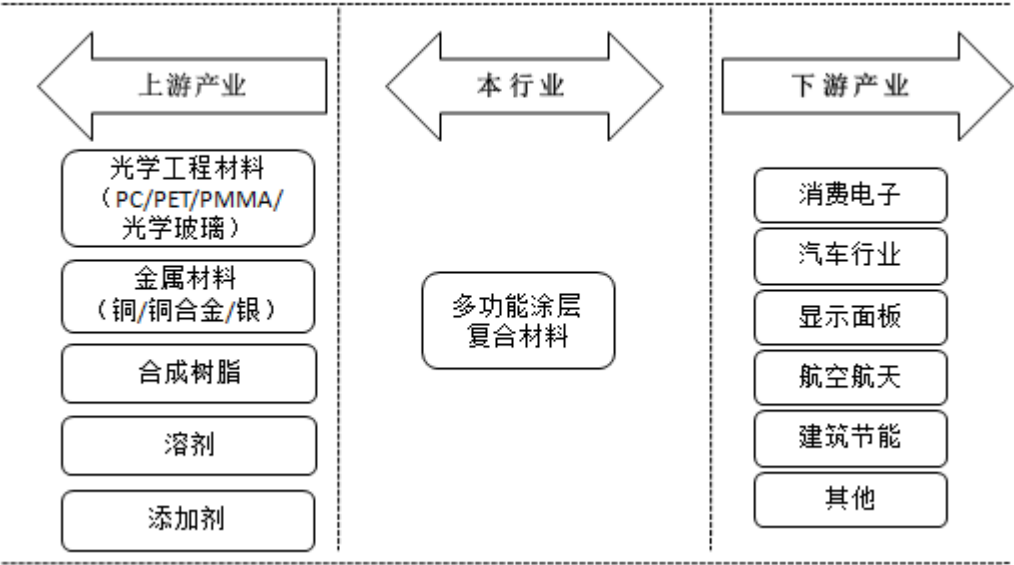 上游产业
本行业
下游产业
光学工程材料
（PC/PET/PMMA/
光学玻璃）
金属材料
（铜/铜合金/银）
合成树脂
溶剂
添加剂
多功能涂层
复合材料
消费电子
汽车行业
显示面板
航空航天
建筑节能
其他